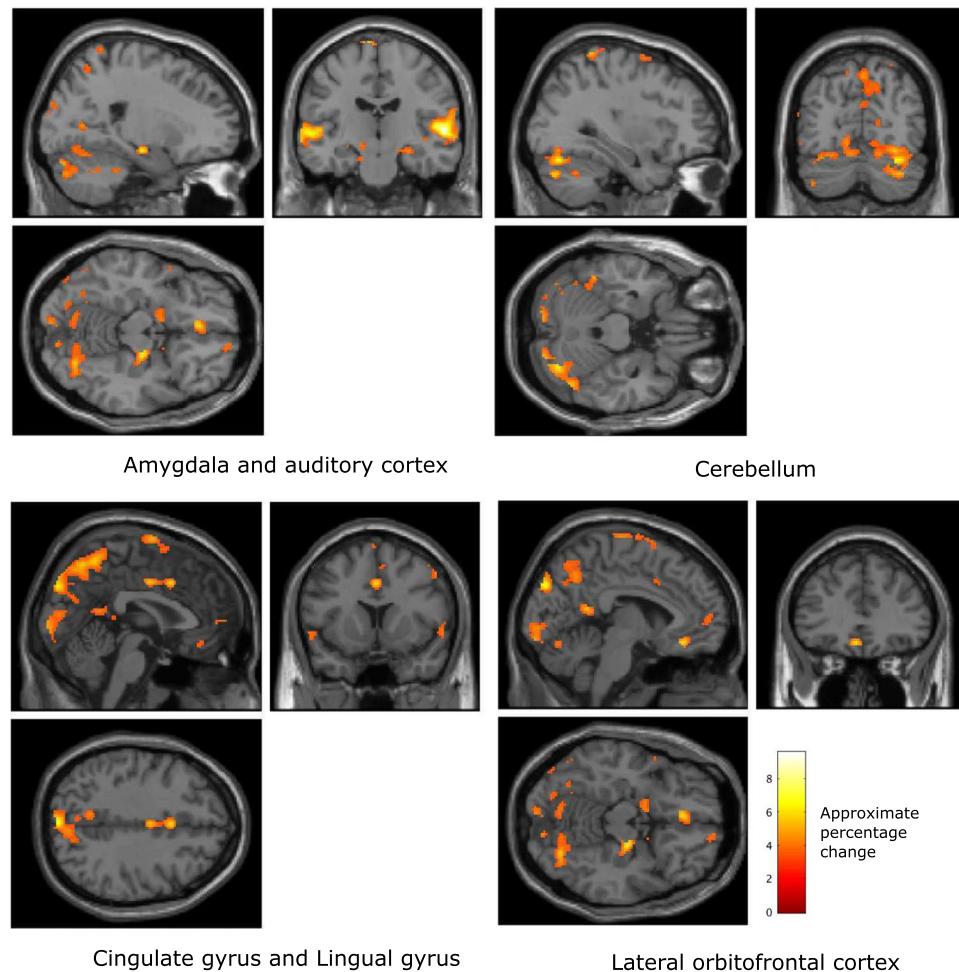 Amygdala and auditory cortex
Cerebellum
8
6
4
2
0
Approximate
percentage
change
Cingulate gyrus and Lingual gyrus
Lateral orbitofrontal cortex